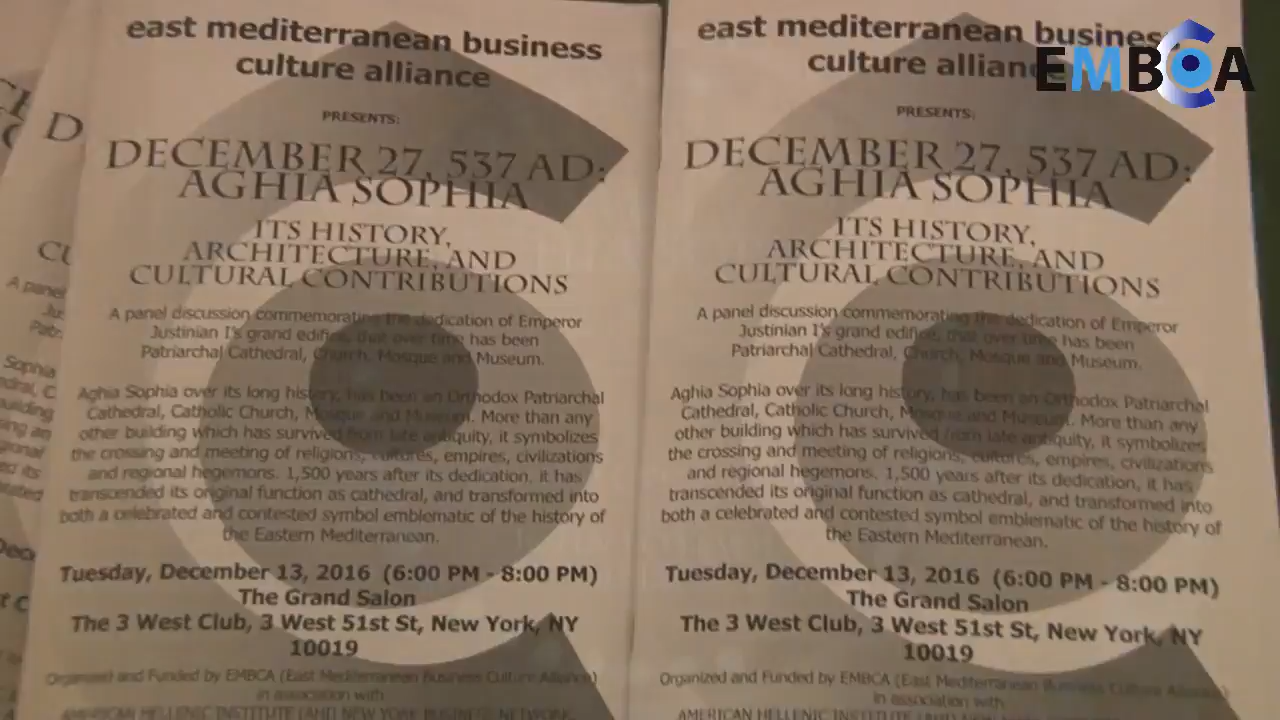 east mediterranean business
culture alliance
PRESENTS:
DECEMBER 27, 537 AD:
AGHIA SOPHIA
ITS HISTORY,
ARCHITECTURE, AND
CULTURAL CONTRIBUTIONS
A panel discussion commemorating the dedication of Emperor
Justinian I's grand edifice, that over time has been
Patriarchal Cathedral, Church, Mosque and Museum.
Aghia Sophia over its long history, has been an Orthodox Patriarchal
Cathedral, Catholic Church, Mosque and Museum. More than any
other building which has survived from late antiquity, it symbolizes
the crossing and meeting of religions, cultures, empires, civilizations
and regional hegemons. 1,500 years after its dedication, it has
transcended its original function as cathedral, and transformed into
both a celebrated and contested symbol emblematic of the history of
the Eastern Mediterranean.
Tuesday, December 13, 2016 (6:00 PM - 8:00 PM)
The Grand Salon
The 3 West Club, 3 West 51st St, New York, NY
10019
Organized and Funded by EMBCA (East Mediterranean Business Culture Alliance)
in association with
AMERICAN HELLENIC INSTITUTE (AHI) AND NEW YORK BUSINESS NETWORK
east mediterranean business
culture alliance
PRESENTS:
DECEMBER 27, 537 AD:
AGHIA SOPHIA
ITS HISTORY,
ARCHITECTURE, AND
CULTURAL CONTRIBUTIONS
A panel discussion commemorating the dedication of Emperor
Justinian I's grand edifice, that over time has been
Patriarchal Cathedral, Church, Mosque and Museum.
Aghia Sophia over its long history, has been an Orthodox Patriarchal
Cathedral, Catholic Church, Mosque and Museum. More than any
other building which has survived from late antiquity, it symbolizes
the crossing and meeting of religions, cultures, empires, civilizations
and regional hegemons. 1,500 years after its dedication, it has
transcended its original function as cathedral, and transformed into
both a celebrated and contested symbol emblematic of the history of
the Eastern Mediterranean.
Tuesday, December 13, 2016 (6:00 PM - 8:00 PM)
The Grand Salon
The 3 West Club, 3 West 51st St, New York, NY
10019
Organized and Funded by EMBCA (East Mediterranean Business Culture
in association with
AMERICAN HELLENIC INSTITUTE (AHI) AND NEW YORK BUSINESS NETWORK
EMBCA